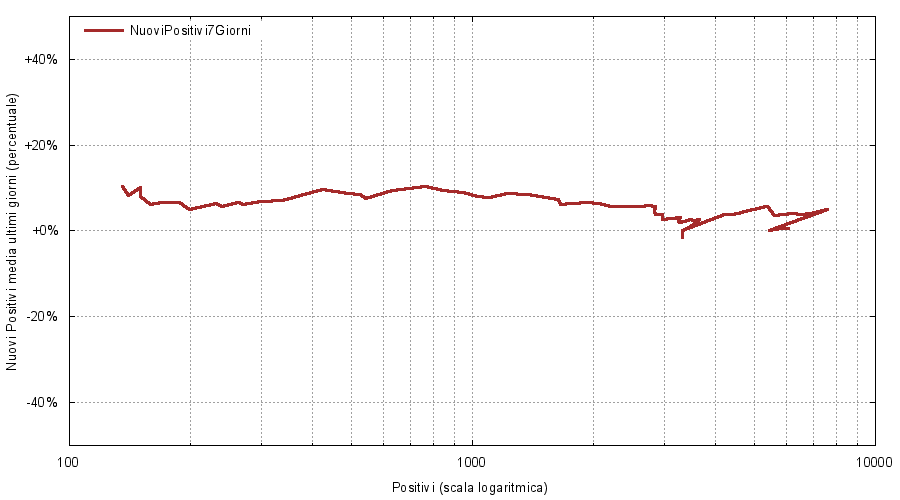 NuoviPositivi7Giorni
+40%
+20%
+0%
-20%
-40%
Nuovi Positivi media ultimi giorni (percentuale)
100
1000
10000
Positivi (scala logaritmica)